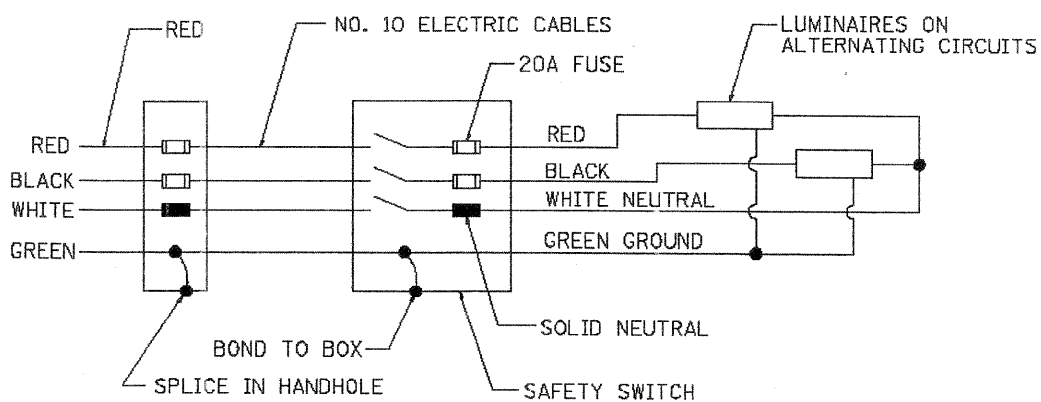 RED
NO. 10 ELECTRIC CABLES
LUMINAIRES ON
ALTERNATING CIRCUITS
20A FUSE
RED
RED
BLACK
BLACK
WHITE
WHITE NEUTRAL
GREEN
GREEN GROUND
SOLID NEUTRAL
BOND TO BOX
SPLICE IN HANDHOLE
SAFETY SWITCH